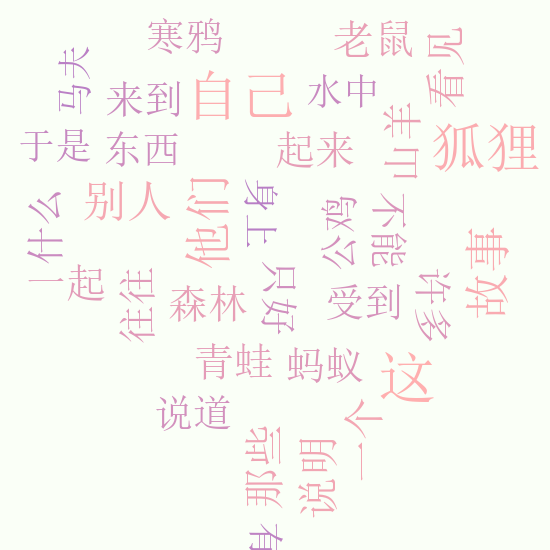 寒鸦
老鼠
看见
马夫
来到
自己
水中
于是
东西
起来
山羊
狐狸
别人
他们
身上
公鸡
不能
什么
一起
往往
森林
只好
受到
许多
故事
青蛙
蚂蚁
这
说道
一个
那些
说明
有